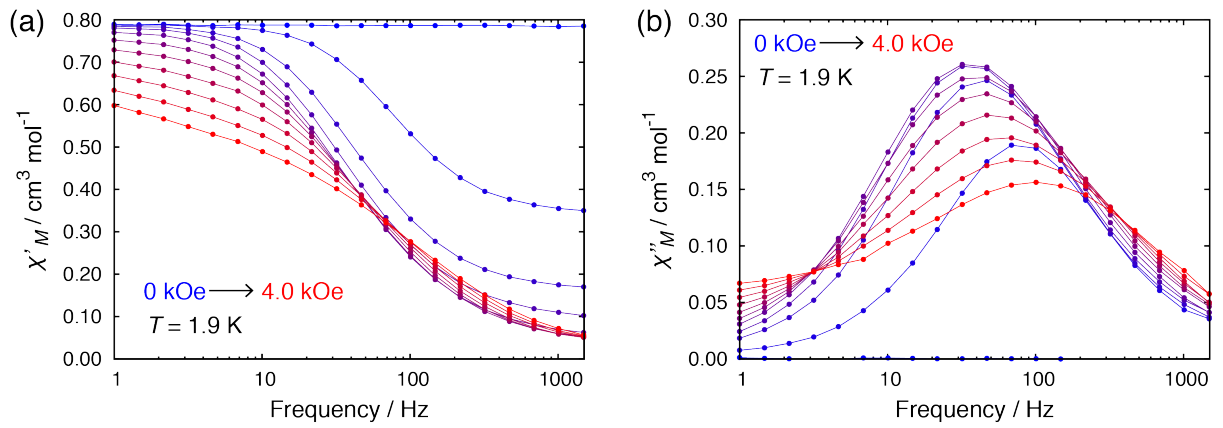 (a)
0.80
0.70
0.60
0.50
0.40
0.30
0.20
0.10
0.00
χ′M / cm³ mol⁻¹
0 kOe → 4.0 kOe
T = 1.9 K
1 10 100 1000
Frequency / Hz
(b)
0.30
0.25
0.20
0.15
0.10
0.05
0.00
χ″M / cm³ mol⁻¹
0 kOe → 4.0 kOe
T = 1.9 K
1 10 100 1000
Frequency / Hz